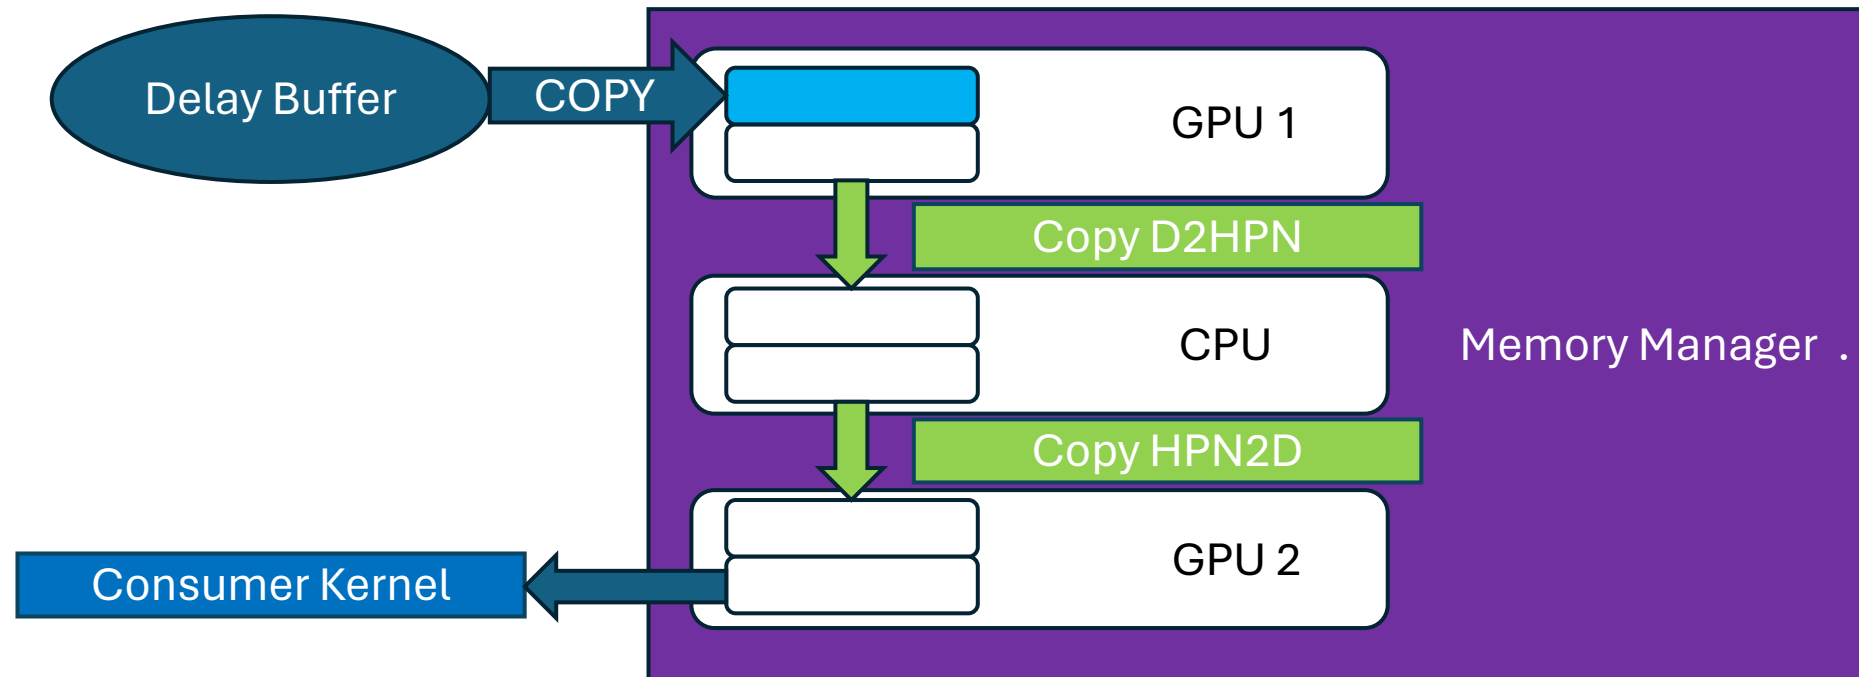 Delay Buffer
COPY
GPU 1
Copy D2HPN
CPU
Memory Manager .
Copy HPN2D
GPU 2
Consumer Kernel